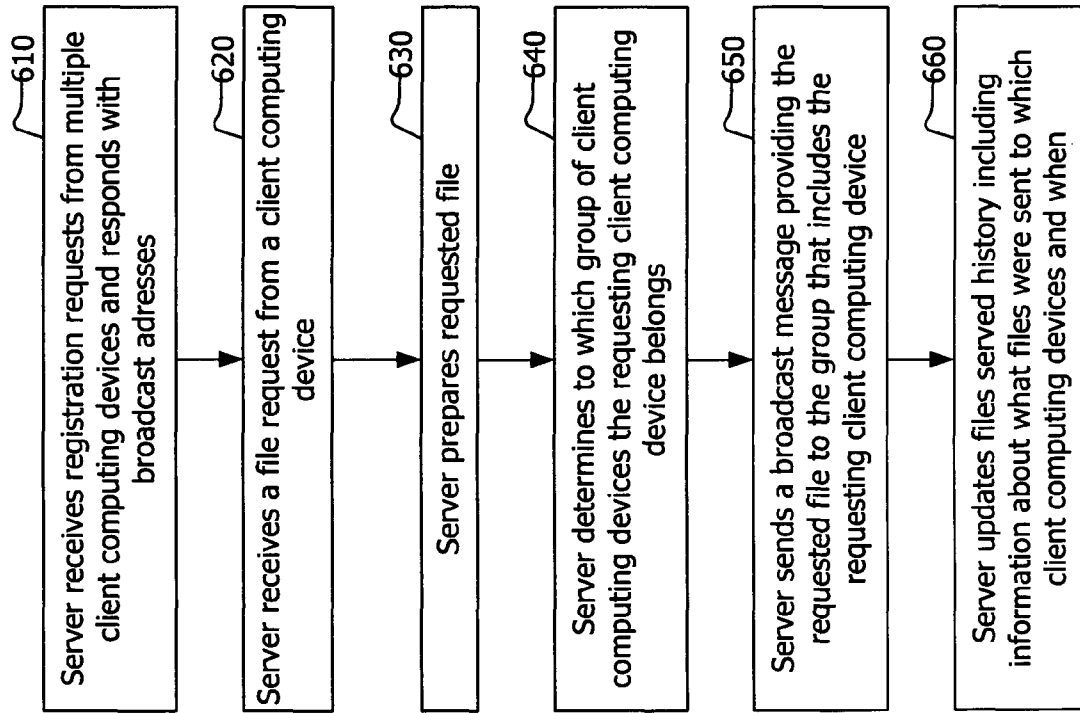 610
Server receives registration requests from multiple
client computing devices and responds with
broadcast adresses
620
Server receives a file request from a client computing
device
630
Server prepares requested file
640
Server determines to which group of client
computing devices the requesting client computing
device belongs
650
Server sends a broadcast message providing the
requested file to the group that includes the
requesting client computing device
660
Server updates files served history including
information about what files were sent to which
client computing devices and when